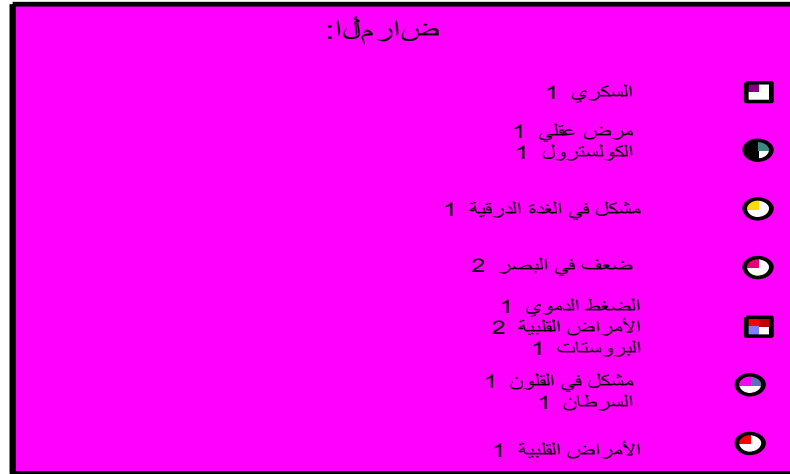 الأمراض:
السكري 1
مرض عقلي 1
الكولسترول 1
مشكل في الغدة الدرقية 1
ضعف في البصر 2
الضغط الدموي 1
الأمراض القلبية 2
البروستات 1
مشكل في القلون 1
السرطان 1
الأمراض القلبية 1